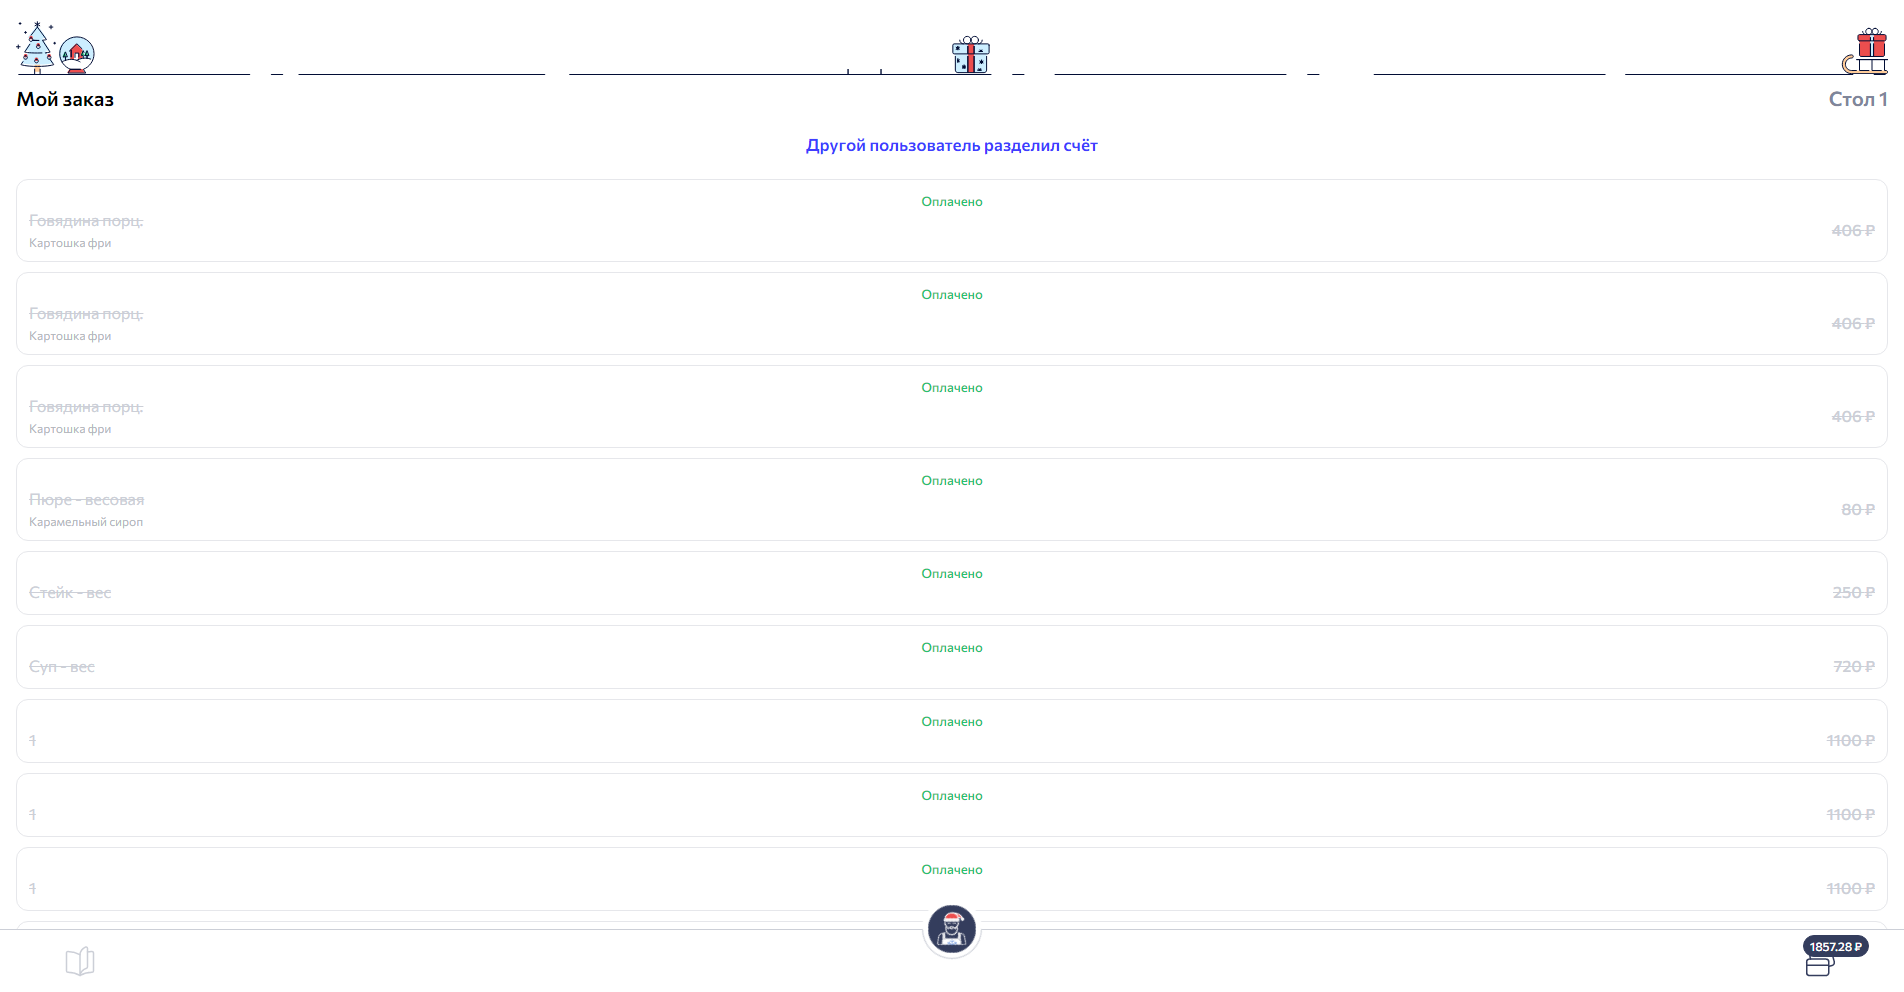 Мой заказ
Стол 1
Другой пользователь разделил счёт
Оплачено
Говядина порц.
Картошка фри
406 ₽
Оплачено
Говядина порц.
Картошка фри
406 ₽
Оплачено
Говядина порц.
Картошка фри
406 ₽
Оплачено
Пюре - весовая
Карамельный сироп
80 ₽
Оплачено
Стейк - вес
250 ₽
Оплачено
Суп - вес
720 ₽
Оплачено
1
1100 ₽
Оплачено
1
1100 ₽
Оплачено
1
1100 ₽
1857.28 ₽